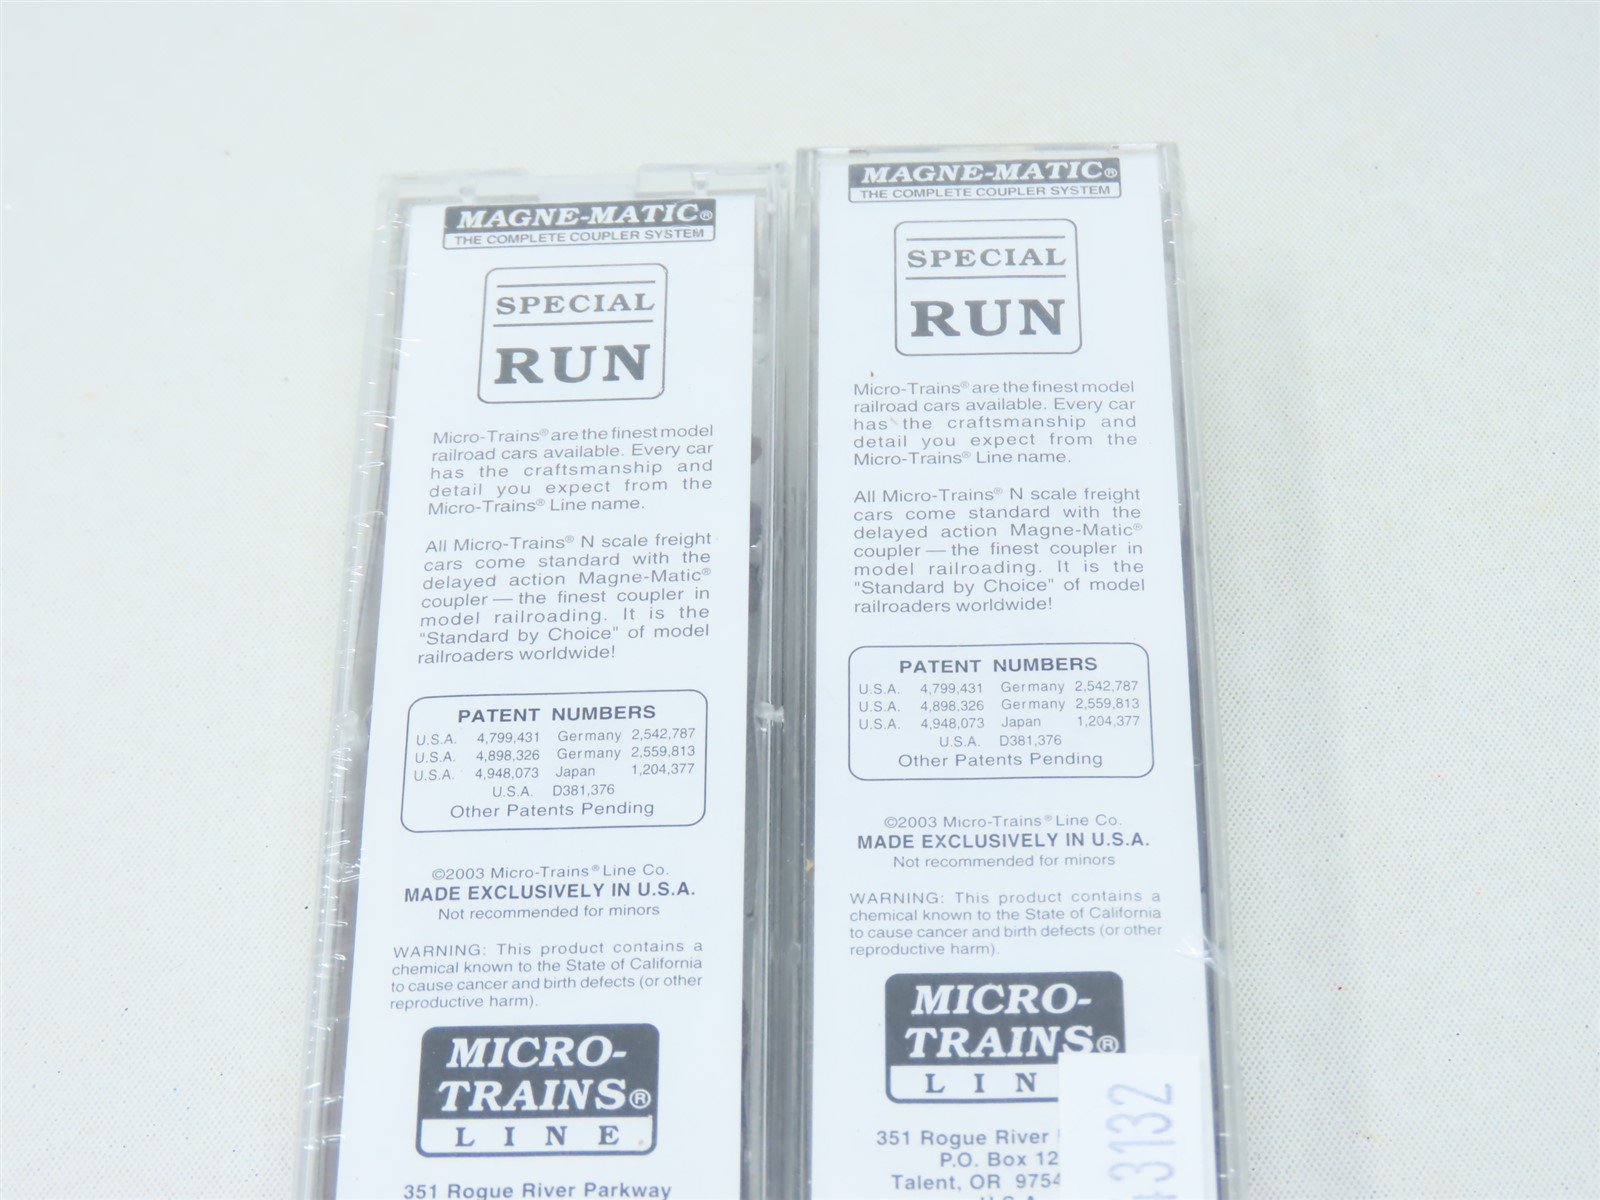 MAGNE-MATIC®
THE COMPLETE COUPLER SYSTEM
SPECIAL
RUN
Micro-Trains® are the finest model
railroad cars available. Every car
has the craftsmanship and
detail you expect from the
Micro-Trains® Line name.
All Micro-Trains® N scale freight
cars come standard with the
delayed action Magne-Matic®
coupler — the finest coupler in
model railroading. It is the
"Standard by Choice" of model
railroaders worldwide!
PATENT NUMBERS
U.S.A. 4,799,431 Germany 2,542,787
U.S.A. 4,898,326 Germany 2,559,813
U.S.A. 4,948,073 Japan 1,204,377
U.S.A. D381,376
Other Patents Pending
©2003 Micro-Trains® Line Co.
MADE EXCLUSIVELY IN U.S.A.
Not recommended for minors
WARNING: This product contains a
chemical known to the State of California
to cause cancer and birth defects (or other
reproductive harm).
MICRO-
TRAINS®
LINE
351 Rogue River Parkway
MAGNE-MATIC®
THE COMPLETE COUPLER SYSTEM
SPECIAL
RUN
Micro-Trains® are the finest model
railroad cars available. Every car
has the craftsmanship and
detail you expect from the
Micro-Trains® Line name.
All Micro-Trains® N scale freight
cars come standard with the
delayed action Magne-Matic®
coupler — the finest coupler in
model railroading. It is the
"Standard by Choice" of model
railroaders worldwide!
PATENT NUMBERS
U.S.A. 4,799,431 Germany 2,542,787
U.S.A. 4,898,326 Germany 2,559,813
U.S.A. 4,948,073 Japan 1,204,377
U.S.A. D381,376
Other Patents Pending
©2003 Micro-Trains® Line Co.
MADE EXCLUSIVELY IN U.S.A.
Not recommended for minors
WARNING: This product contains a
chemical known to the State of California
to cause cancer and birth defects (or other
reproductive harm).
MICRO-
TRAINS®
LIN
351 Rogue River
P.O. Box 12
Talent, OR 9754
3132